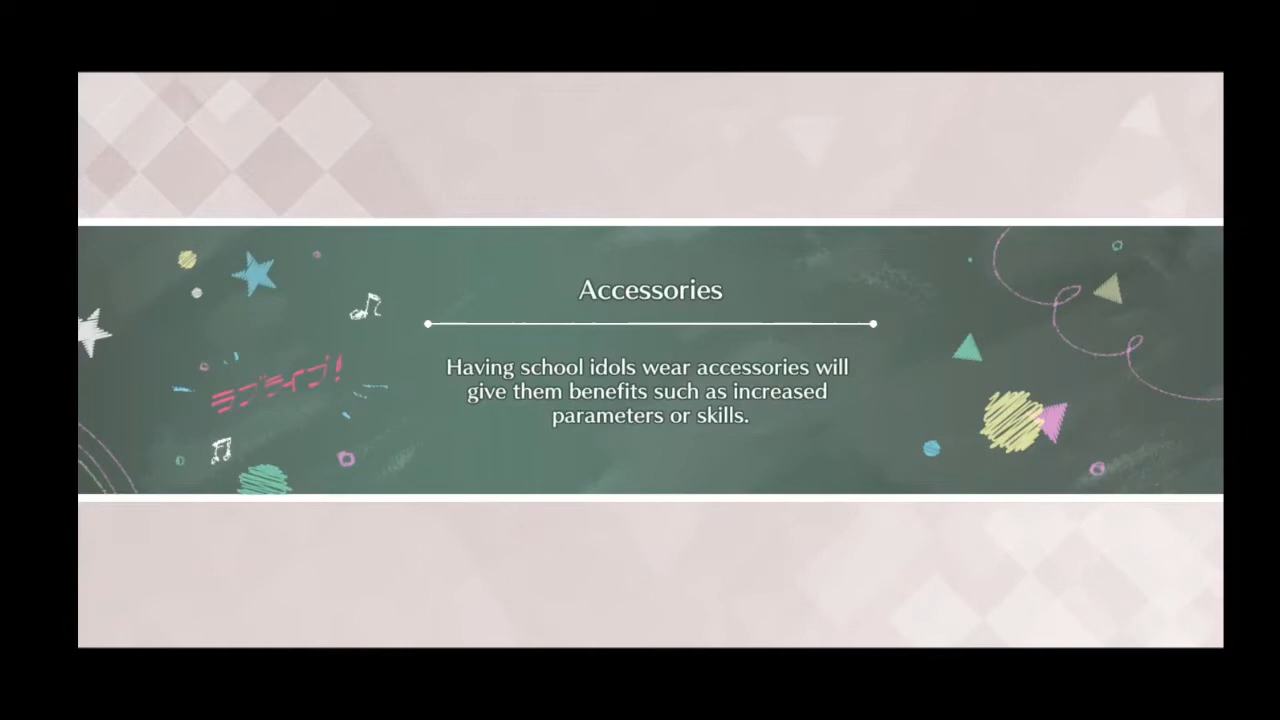 Accessories
ラブライブ!
Having school idols wear accessories will
give them benefits such as increased
parameters or skills.